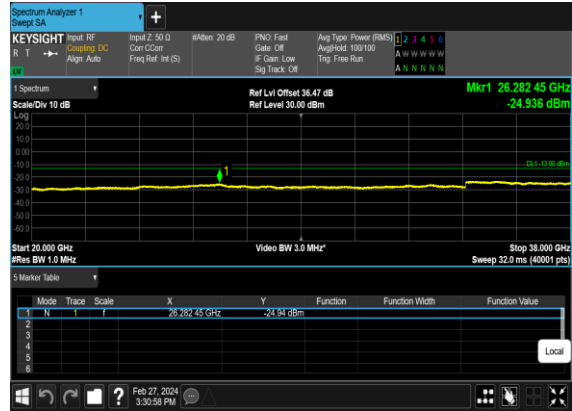 Spectrum Analyzer 1
Swept SA
+
KEYSIGHT Input: RF Input Z: 50 Ω #Atten: 20 dB PNO: Fast Avg Type: Power (RMS) 1 2 3 4 5 6
R T Coupling: DC Corr CCorr Gate: Off Avg|Hold: 100/100 A W W W W W
Align: Auto Freq Ref: Int (S) IF Gain: Low Trig: Free Run
Sig Track: Off A N N N N N
1 Spectrum Ref Lvl Offset 36.47 dB Mkr1 26.282 45 GHz
Scale/Div 10 dB Ref Level 30.00 dBm -24.936 dBm
Log
20.0
10.0
0.00
-10.0 DL1 -13.00 dBm
1
-20.0
-30.0
-40.0
-50.0
-60.0
Start 20.000 GHz Video BW 3.0 MHz* Stop 38.000 GHz
#Res BW 1.0 MHz Sweep 32.0 ms (40001 pts)
5 Marker Table
Mode Trace Scale X Y Function Function Width Function Value
1 N 1 f 26.282 45 GHz -24.94 dBm
2
3
4
5
6
Local
? Feb 27, 2024
3:30:58 PM